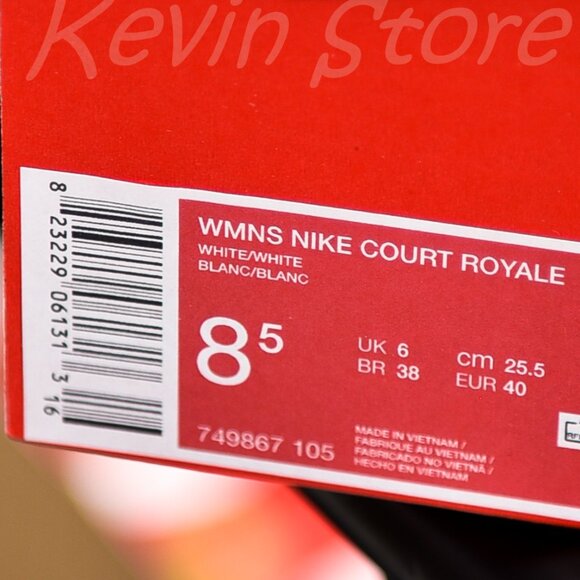 Kevin Store
WMNS NIKE COURT ROYALE
WHITE/WHITE
BLANC/BLANC
8 5
UK 6 cm 25.5
BR 38 EUR 40
749867 105
MADE IN VIETNAM /
FABRIQUE AU VIETNAM /
FABRICADO NO VIETNÃ /
HECHO EN VIETNAM
8 23229 06131 3 16